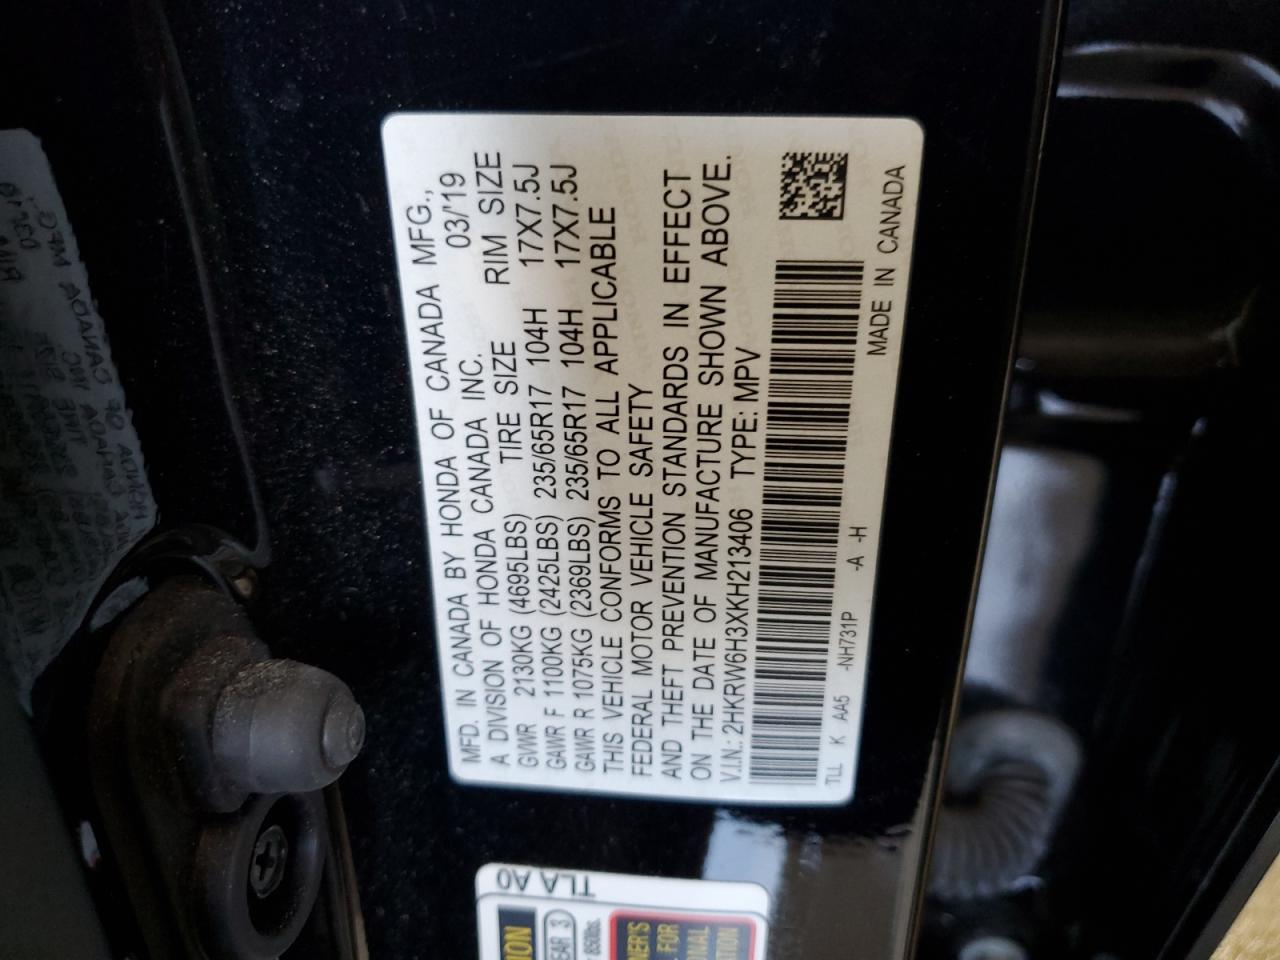 MFD. IN CANADA BY HONDA OF CANADA MFG.,
A DIVISION OF HONDA CANADA INC. 03/'19
GVWR 2130KG (4695LBS) TIRE SIZE RIM SIZE
GAWR F 1100KG (2425LBS) 235/65R17 104H 17X7.5J
GAWR R 1075KG (2369LBS) 235/65R17 104H 17X7.5J
THIS VEHICLE CONFORMS TO ALL APPLICABLE
FEDERAL MOTOR VEHICLE SAFETY
AND THEFT PREVENTION STANDARDS IN EFFECT
ON THE DATE OF MANUFACTURE SHOWN ABOVE.
V.I.N.: 2HKRW6H3XKH213406 TYPE: MPV
TLL K AA5 -NH731P -A -H MADE IN CANADA
TLA A0
EAR 3
850lbs.